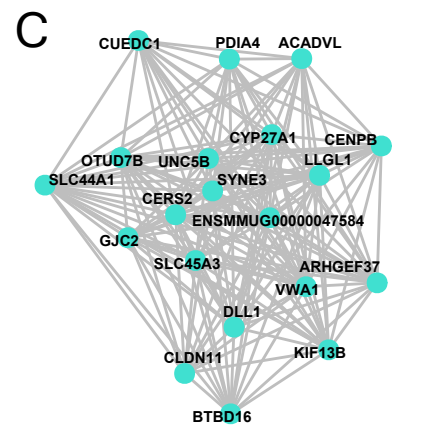 C
CUEDC1
PDIA4
ACADVL
CYP27A1
CENPB
OTUD7B
UNC5B
LLGL1
SLC44A1
SYNE3
CERS2
ENSMMUG00000047584
GJC2
SLC45A3
ARHGEF37
VWA1
DLL1
KIF13B
CLDN11
BTBD16